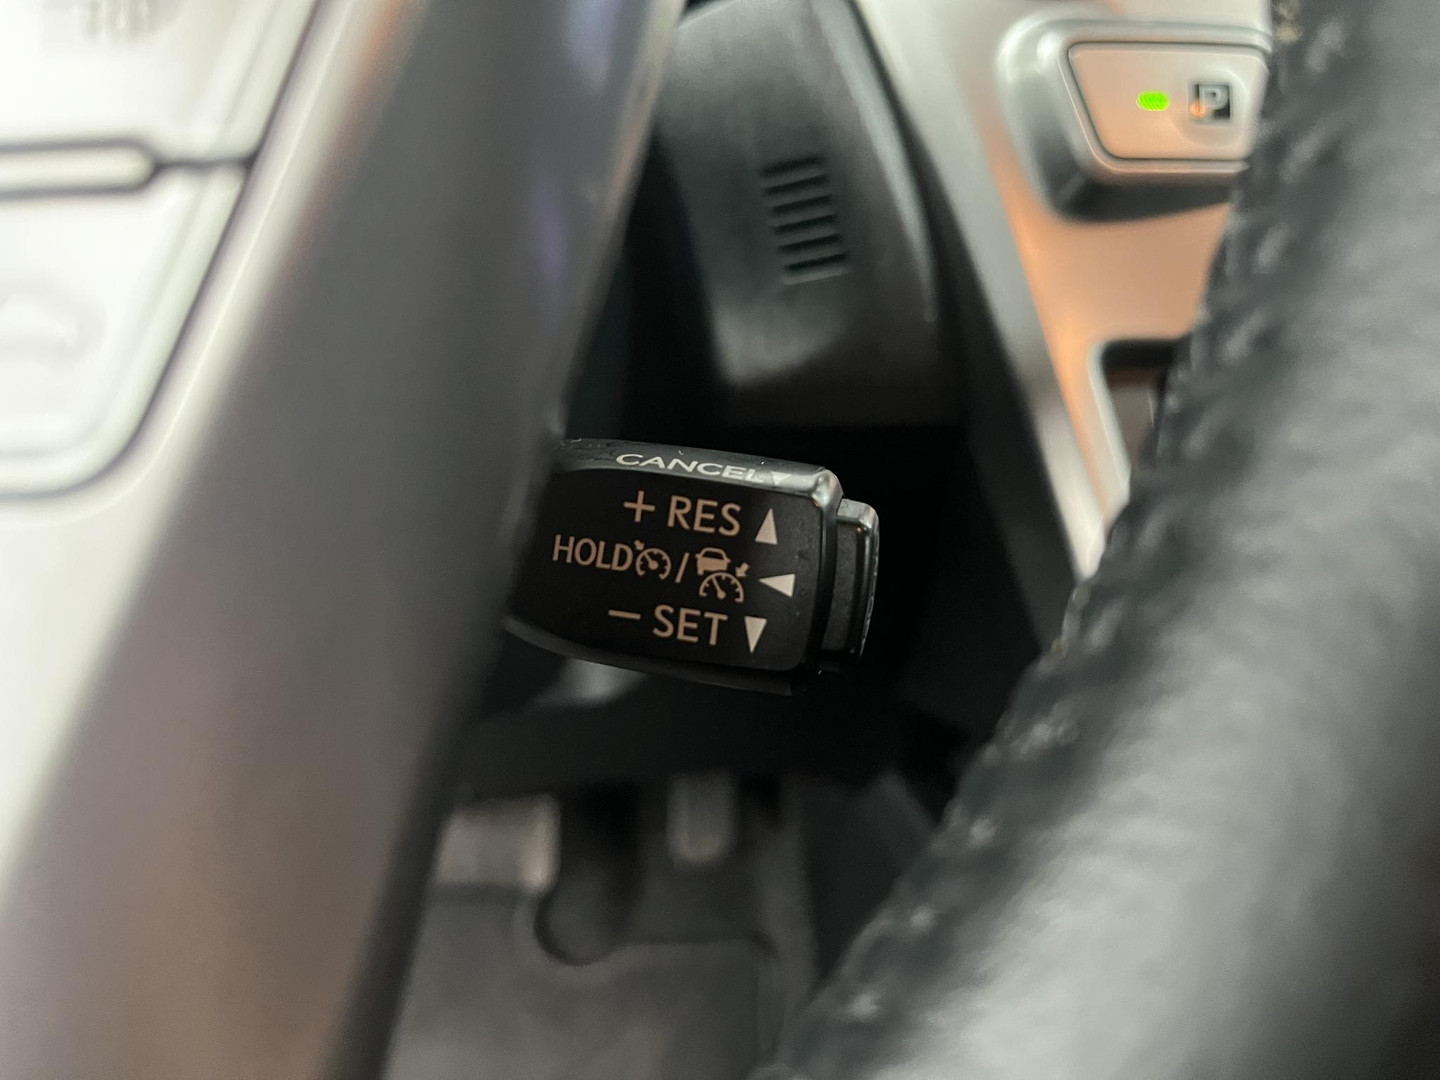 P
CANCEL▼
+ RES ▲
HOLD / ◀
− SET ▼